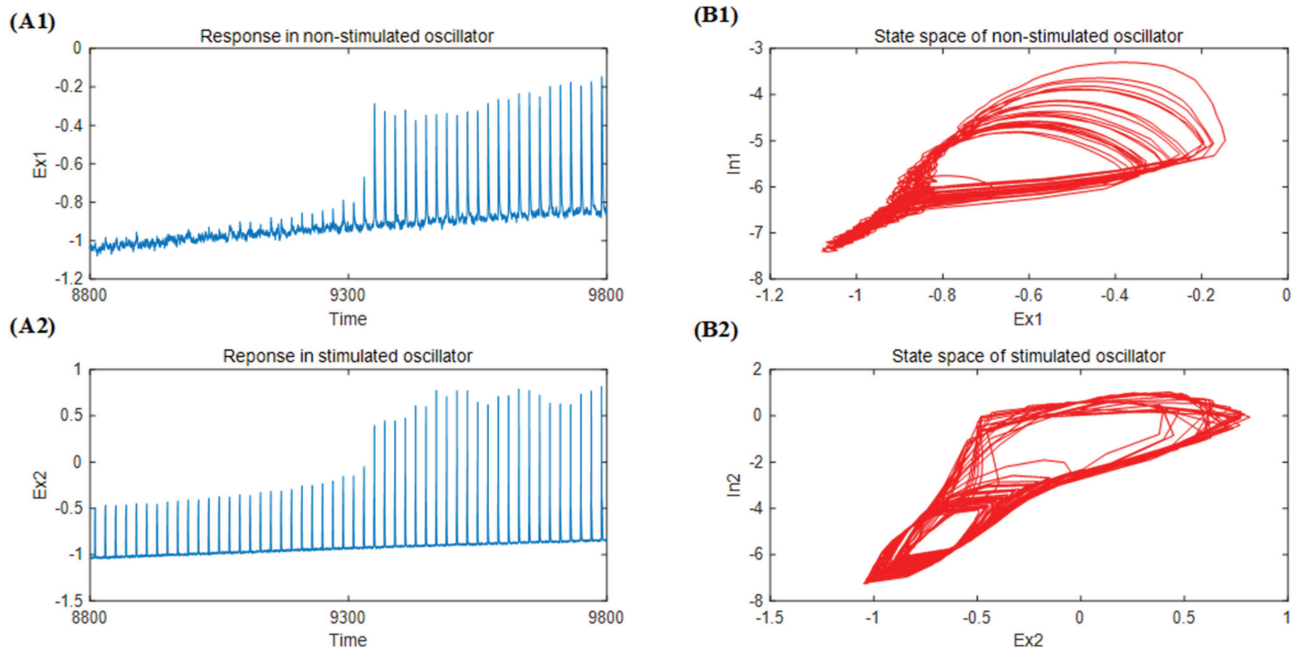 (A1)
Response in non-stimulated oscillator
0
-0.2
-0.4
-0.6
-0.8
-1
-1.2
Ex1
8800
9300
9800
Time
(B1)
State space of non-stimulated oscillator
-3
-4
-5
-6
-7
-8
In1
-1.2
-1
-0.8
-0.6
-0.4
-0.2
0
Ex1
(A2)
Reponse in stimulated oscillator
1
0.5
0
-0.5
-1
-1.5
Ex2
8800
9300
9800
Time
(B2)
State space of stimulated oscillator
2
0
-2
-4
-6
-8
In2
-1.5
-1
-0.5
0
0.5
1
Ex2